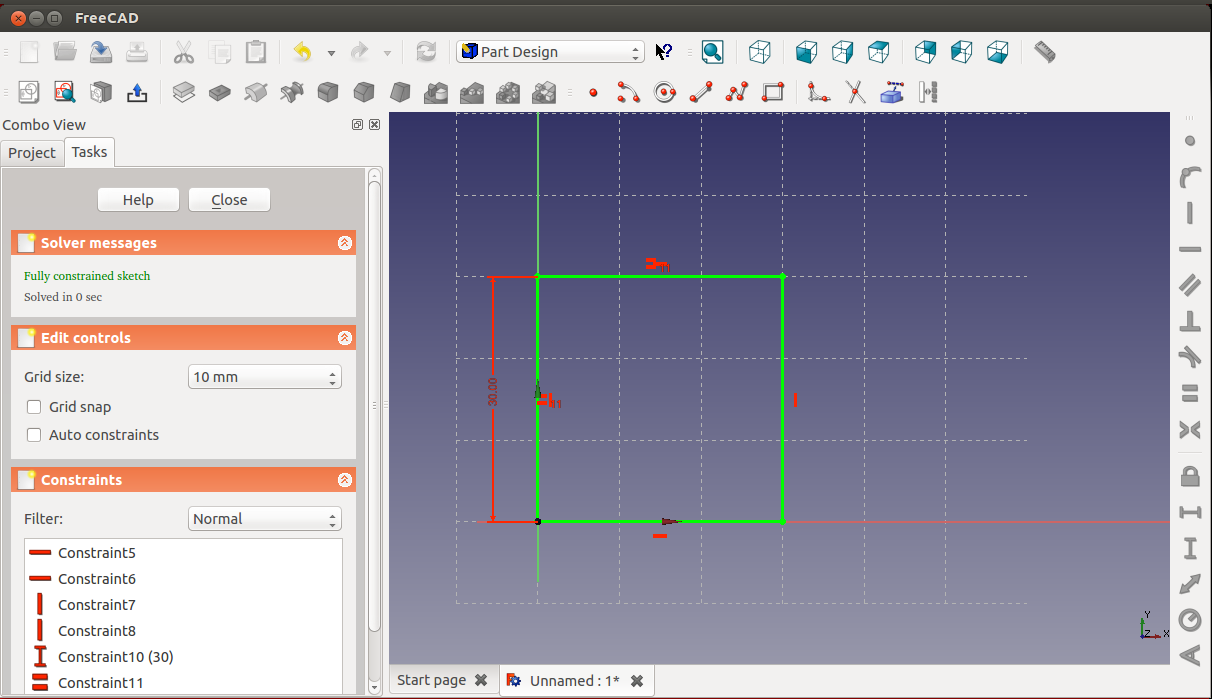 FreeCAD
Part Design
Combo View
Project
Tasks
Help
Close
Solver messages
Fully constrained sketch
Solved in 0 sec
Edit controls
Grid size:
10 mm
Grid snap
Auto constraints
Constraints
Filter:
Normal
Constraint5
Constraint6
Constraint7
Constraint8
Constraint10 (30)
Constraint11
30.00
11
Y
Z
X
Start page
Unnamed : 1*